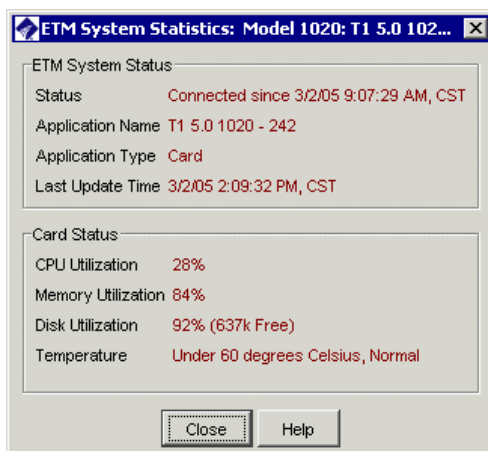 ETM System Statistics: Model 1020: T1 5.0 102...
ETM System Status
Status Connected since 3/2/05 9:07:29 AM, CST
Application Name T1 5.0 1020 - 242
Application Type Card
Last Update Time 3/2/05 2:09:32 PM, CST
Card Status
CPU Utilization 28%
Memory Utilization 84%
Disk Utilization 92% (637k Free)
Temperature Under 60 degrees Celsius, Normal
Close Help